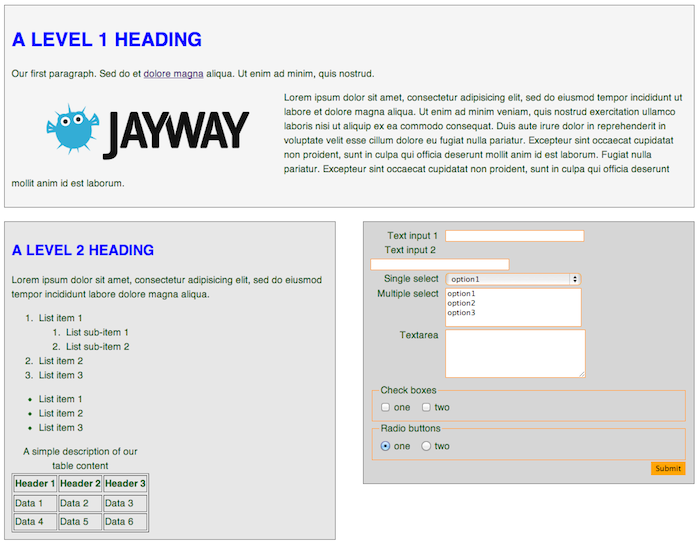 A LEVEL 1 HEADING
Our first paragraph. Sed do et dolore magna aliqua. Ut enim ad minim, quis nostrud.
JAYWAY
Lorem ipsum dolor sit amet, consectetur adipisicing elit, sed do eiusmod tempor incididunt ut
labore et dolore magna aliqua. Ut enim ad minim veniam, quis nostrud exercitation ullamco
laboris nisi ut aliquip ex ea commodo consequat. Duis aute irure dolor in reprehenderit in
voluptate velit esse cillum dolore eu fugiat nulla pariatur. Excepteur sint occaecat cupidatat
non proident, sunt in culpa qui officia deserunt mollit anim id est laborum. Fugiat nulla
pariatur. Excepteur sint occaecat cupidatat non proident, sunt in culpa qui officia deserunt
mollit anim id est laborum.
A LEVEL 2 HEADING
Lorem ipsum dolor sit amet, consectetur adipisicing elit, sed do eiusmod
tempor incididunt labore dolore magna aliqua.
1. List item 1
1. List sub-item 1
2. List sub-item 2
2. List item 2
3. List item 3
• List item 1
• List item 2
• List item 3
A simple description of our
table content
Header 1 Header 2 Header 3
Data 1 Data 2 Data 3
Data 4 Data 5 Data 6
Text input 1
Text input 2
Single select option1
Multiple select option1
option2
option3
Textarea
Check boxes
one two
Radio buttons
one two
Submit